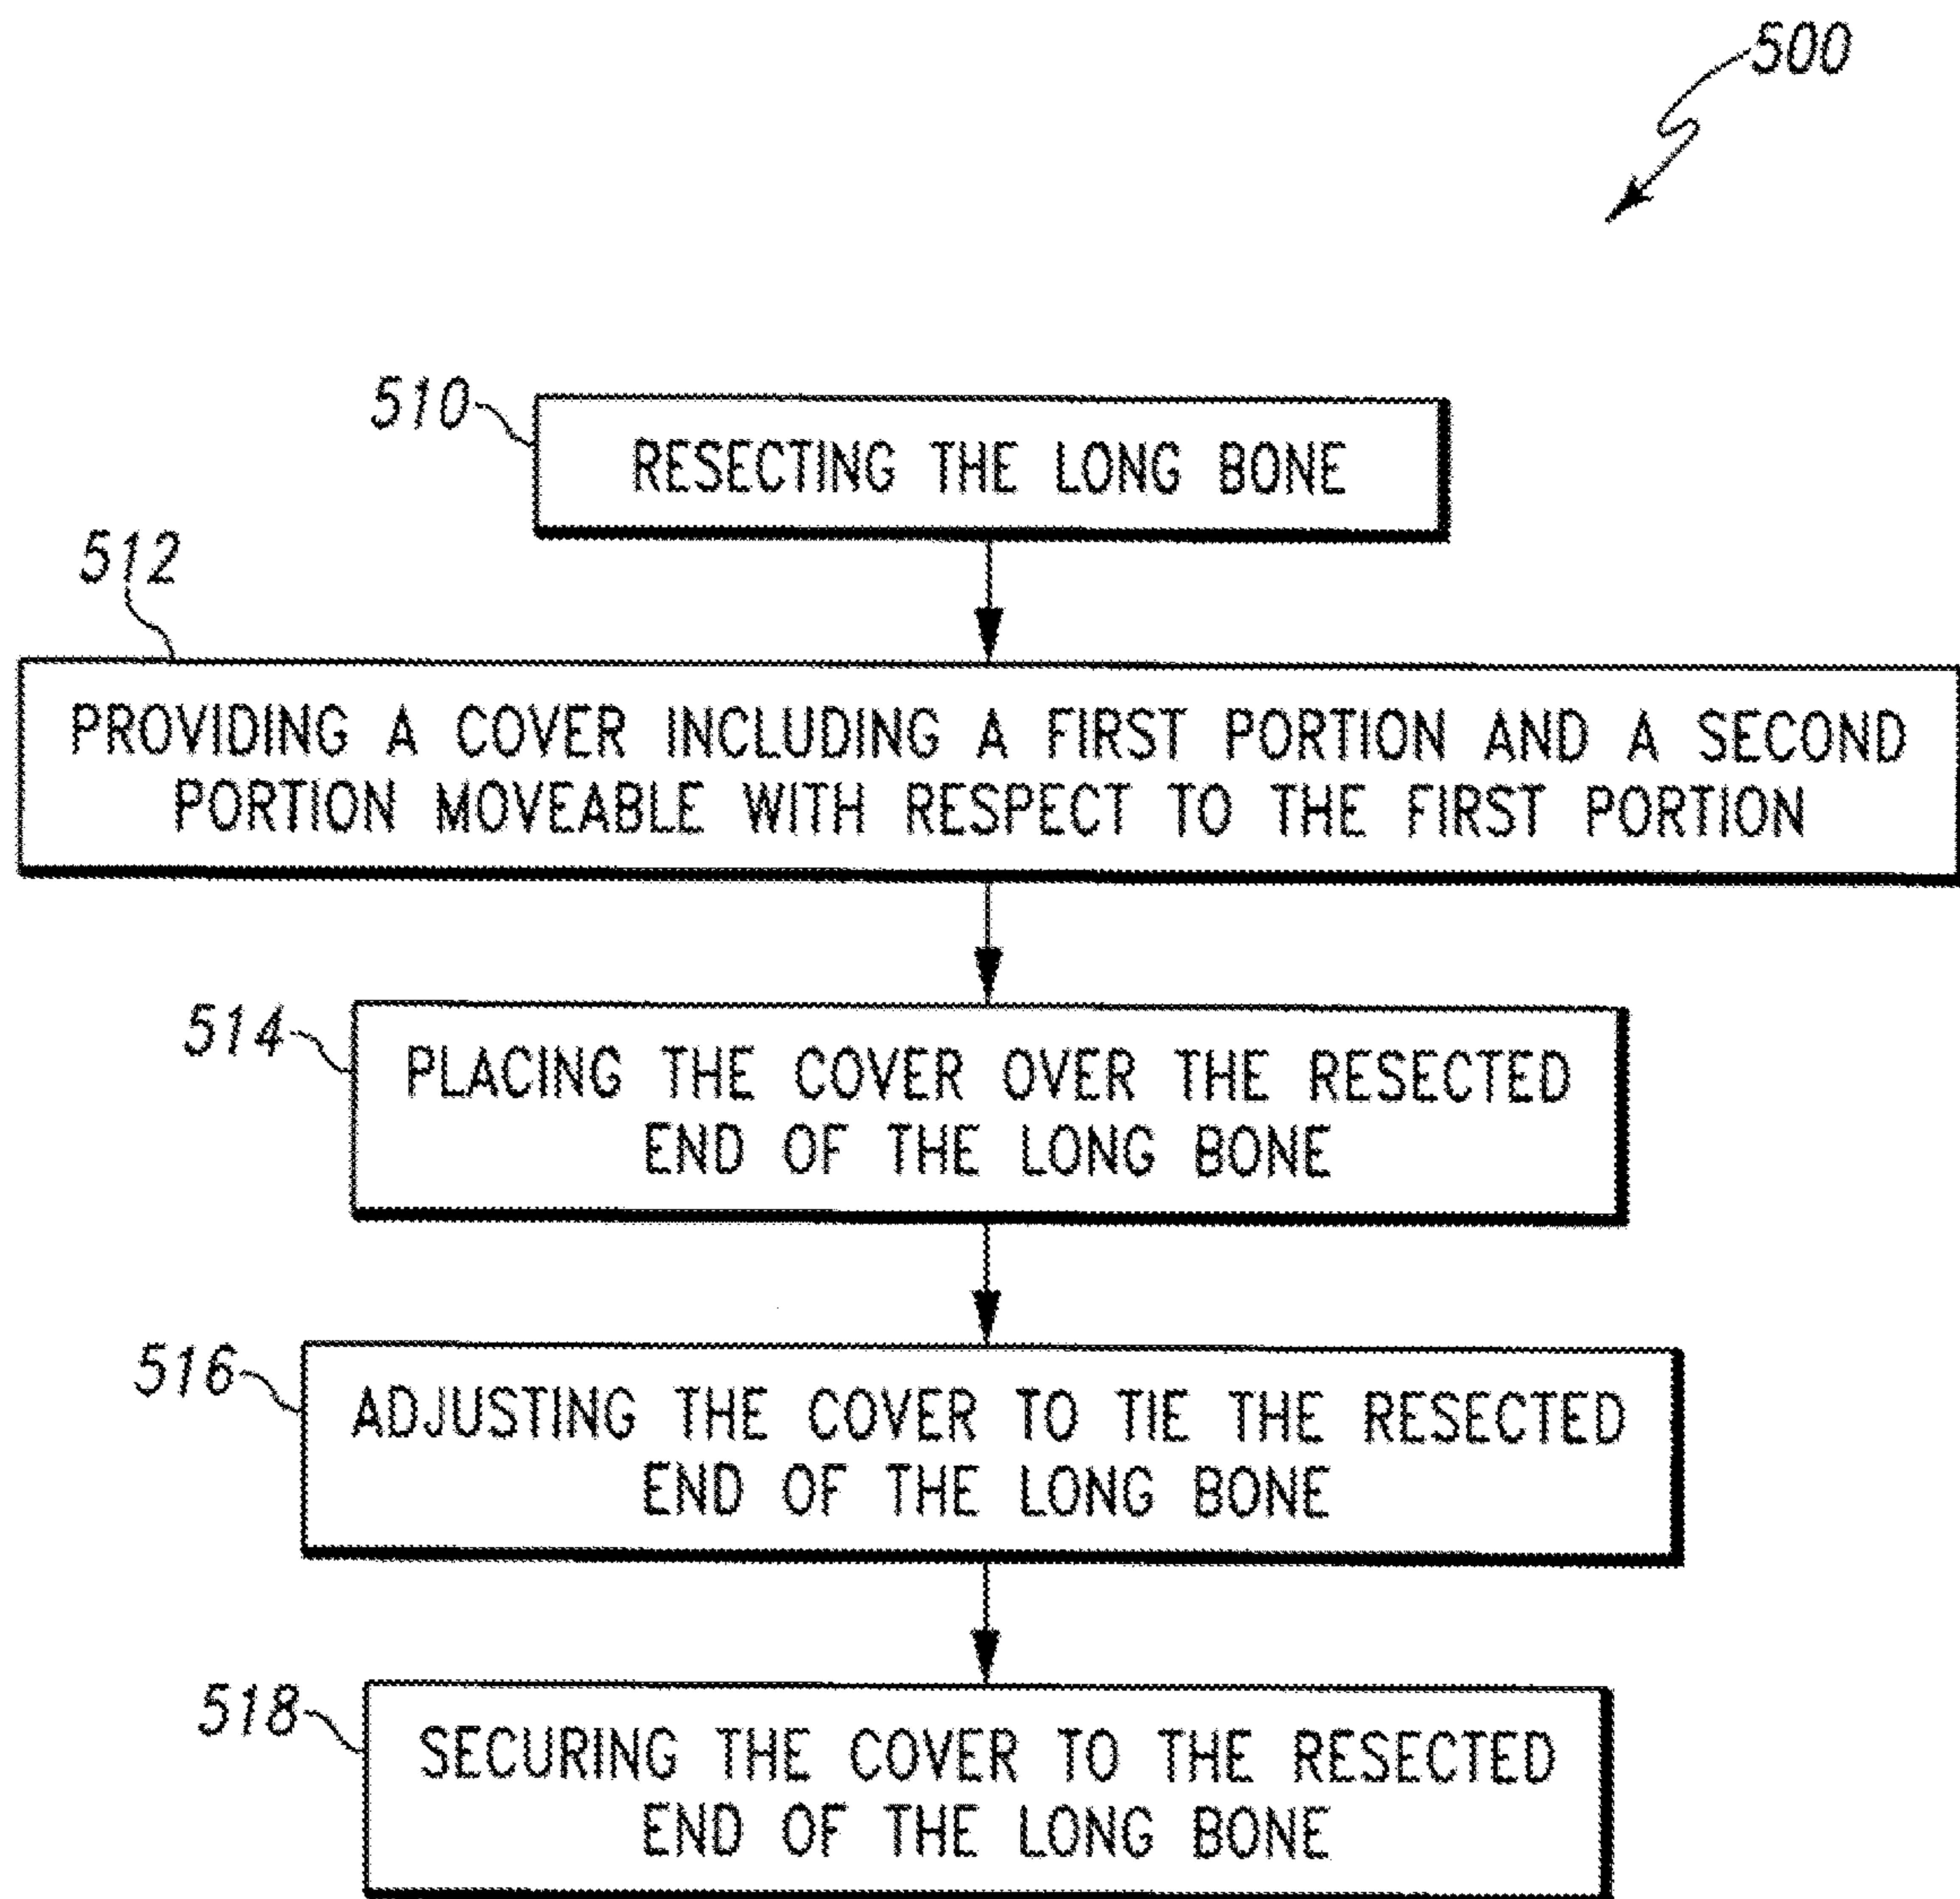 500
510
RESECTING THE LONG BONE
512
PROVIDING A COVER INCLUDING A FIRST PORTION AND A SECOND
PORTION MOVEABLE WITH RESPECT TO THE FIRST PORTION
514
PLACING THE COVER OVER THE RESECTED
END OF THE LONG BONE
516
ADJUSTING THE COVER TO TIE THE RESECTED
END OF THE LONG BONE
518
SECURING THE COVER TO THE RESECTED
END OF THE LONG BONE